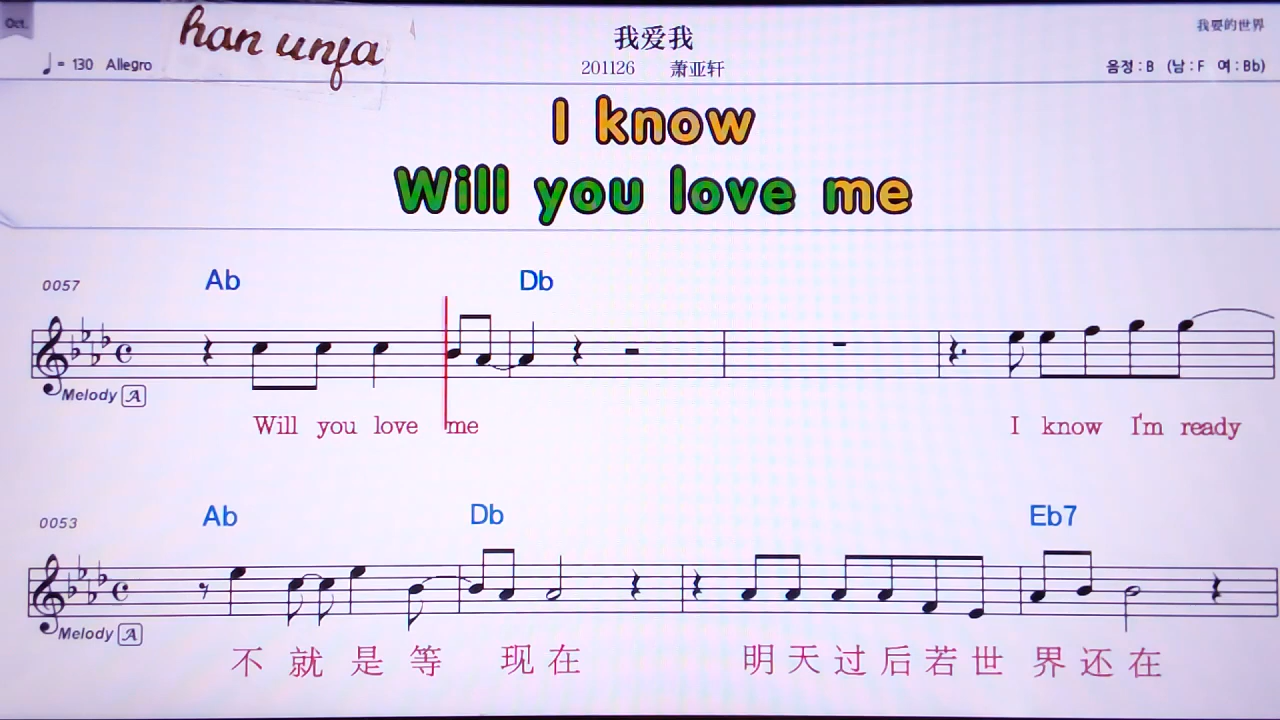 Oct.
han unfa
我爱我
我要的世界
♩= 130 Allegro
201126 萧亚轩
음정 : B (남 : F 여 : Bb)
I know
Will you love me
0057
Ab Db
Melody A
Will you love me I know I'm ready
0053
Ab Db Eb7
Melody A
不 就 是 等 现 在 明 天 过 后 若 世 界 还 在